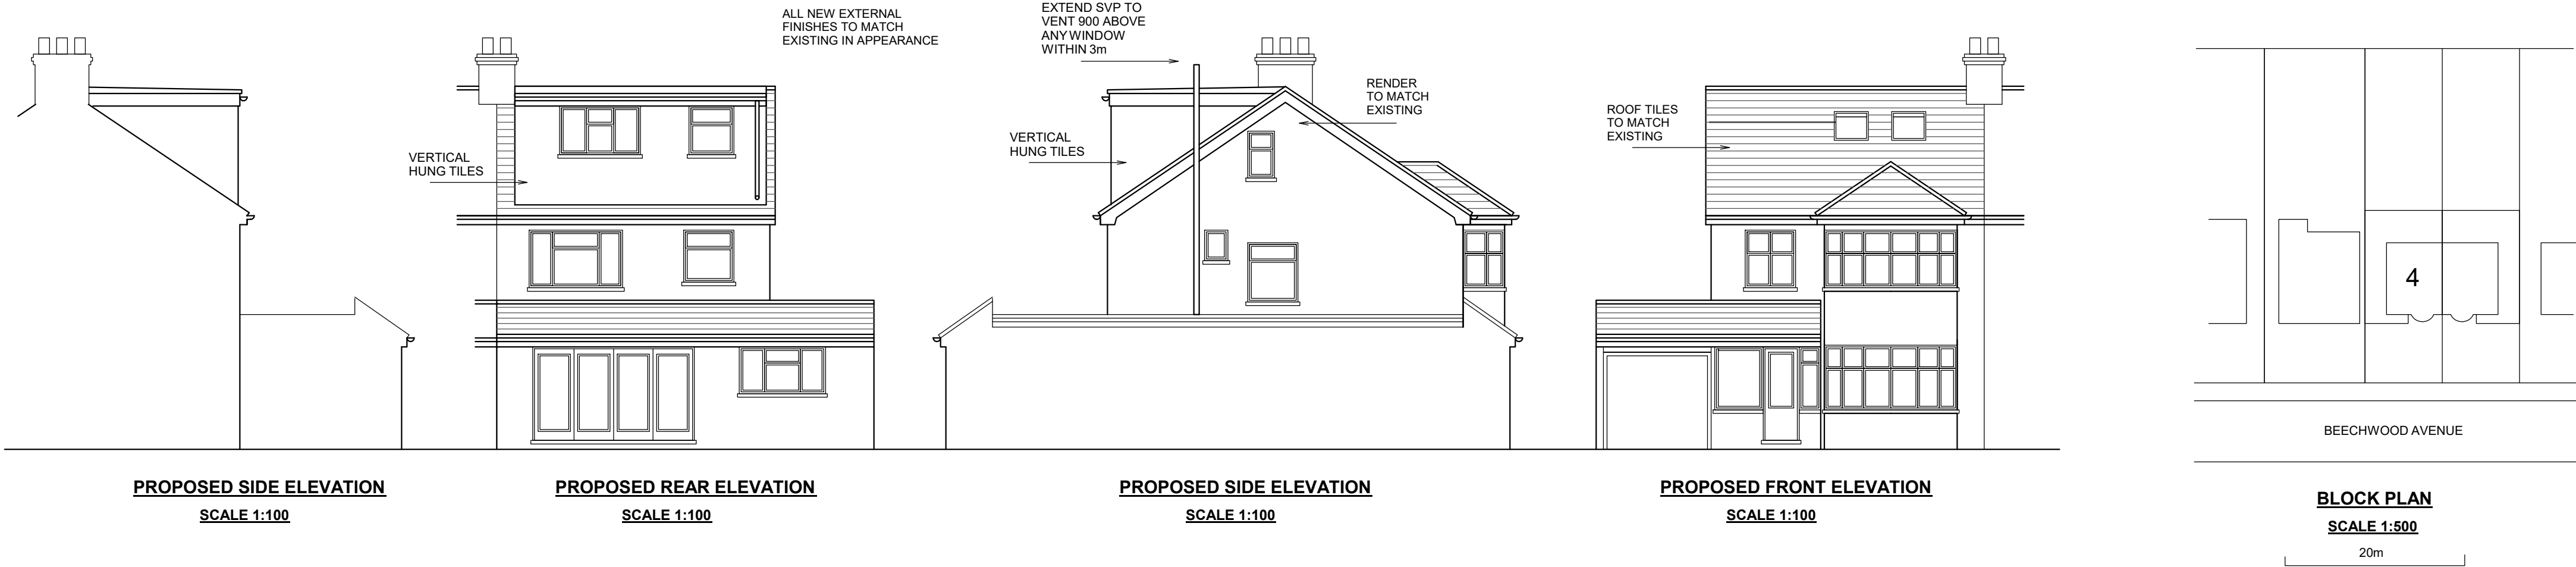 ALL NEW EXTERNAL
FINISHES TO MATCH
EXISTING IN APPEARANCE
EXTEND SVP TO
VENT 900 ABOVE
ANY WINDOW
WITHIN 3m
VERTICAL
HUNG TILES
VERTICAL
HUNG TILES
RENDER
TO MATCH
EXISTING
ROOF TILES
TO MATCH
EXISTING
4
BEECHWOOD AVENUE
PROPOSED SIDE ELEVATION
SCALE 1:100
PROPOSED REAR ELEVATION
SCALE 1:100
PROPOSED SIDE ELEVATION
SCALE 1:100
PROPOSED FRONT ELEVATION
SCALE 1:100
BLOCK PLAN
SCALE 1:500
20m